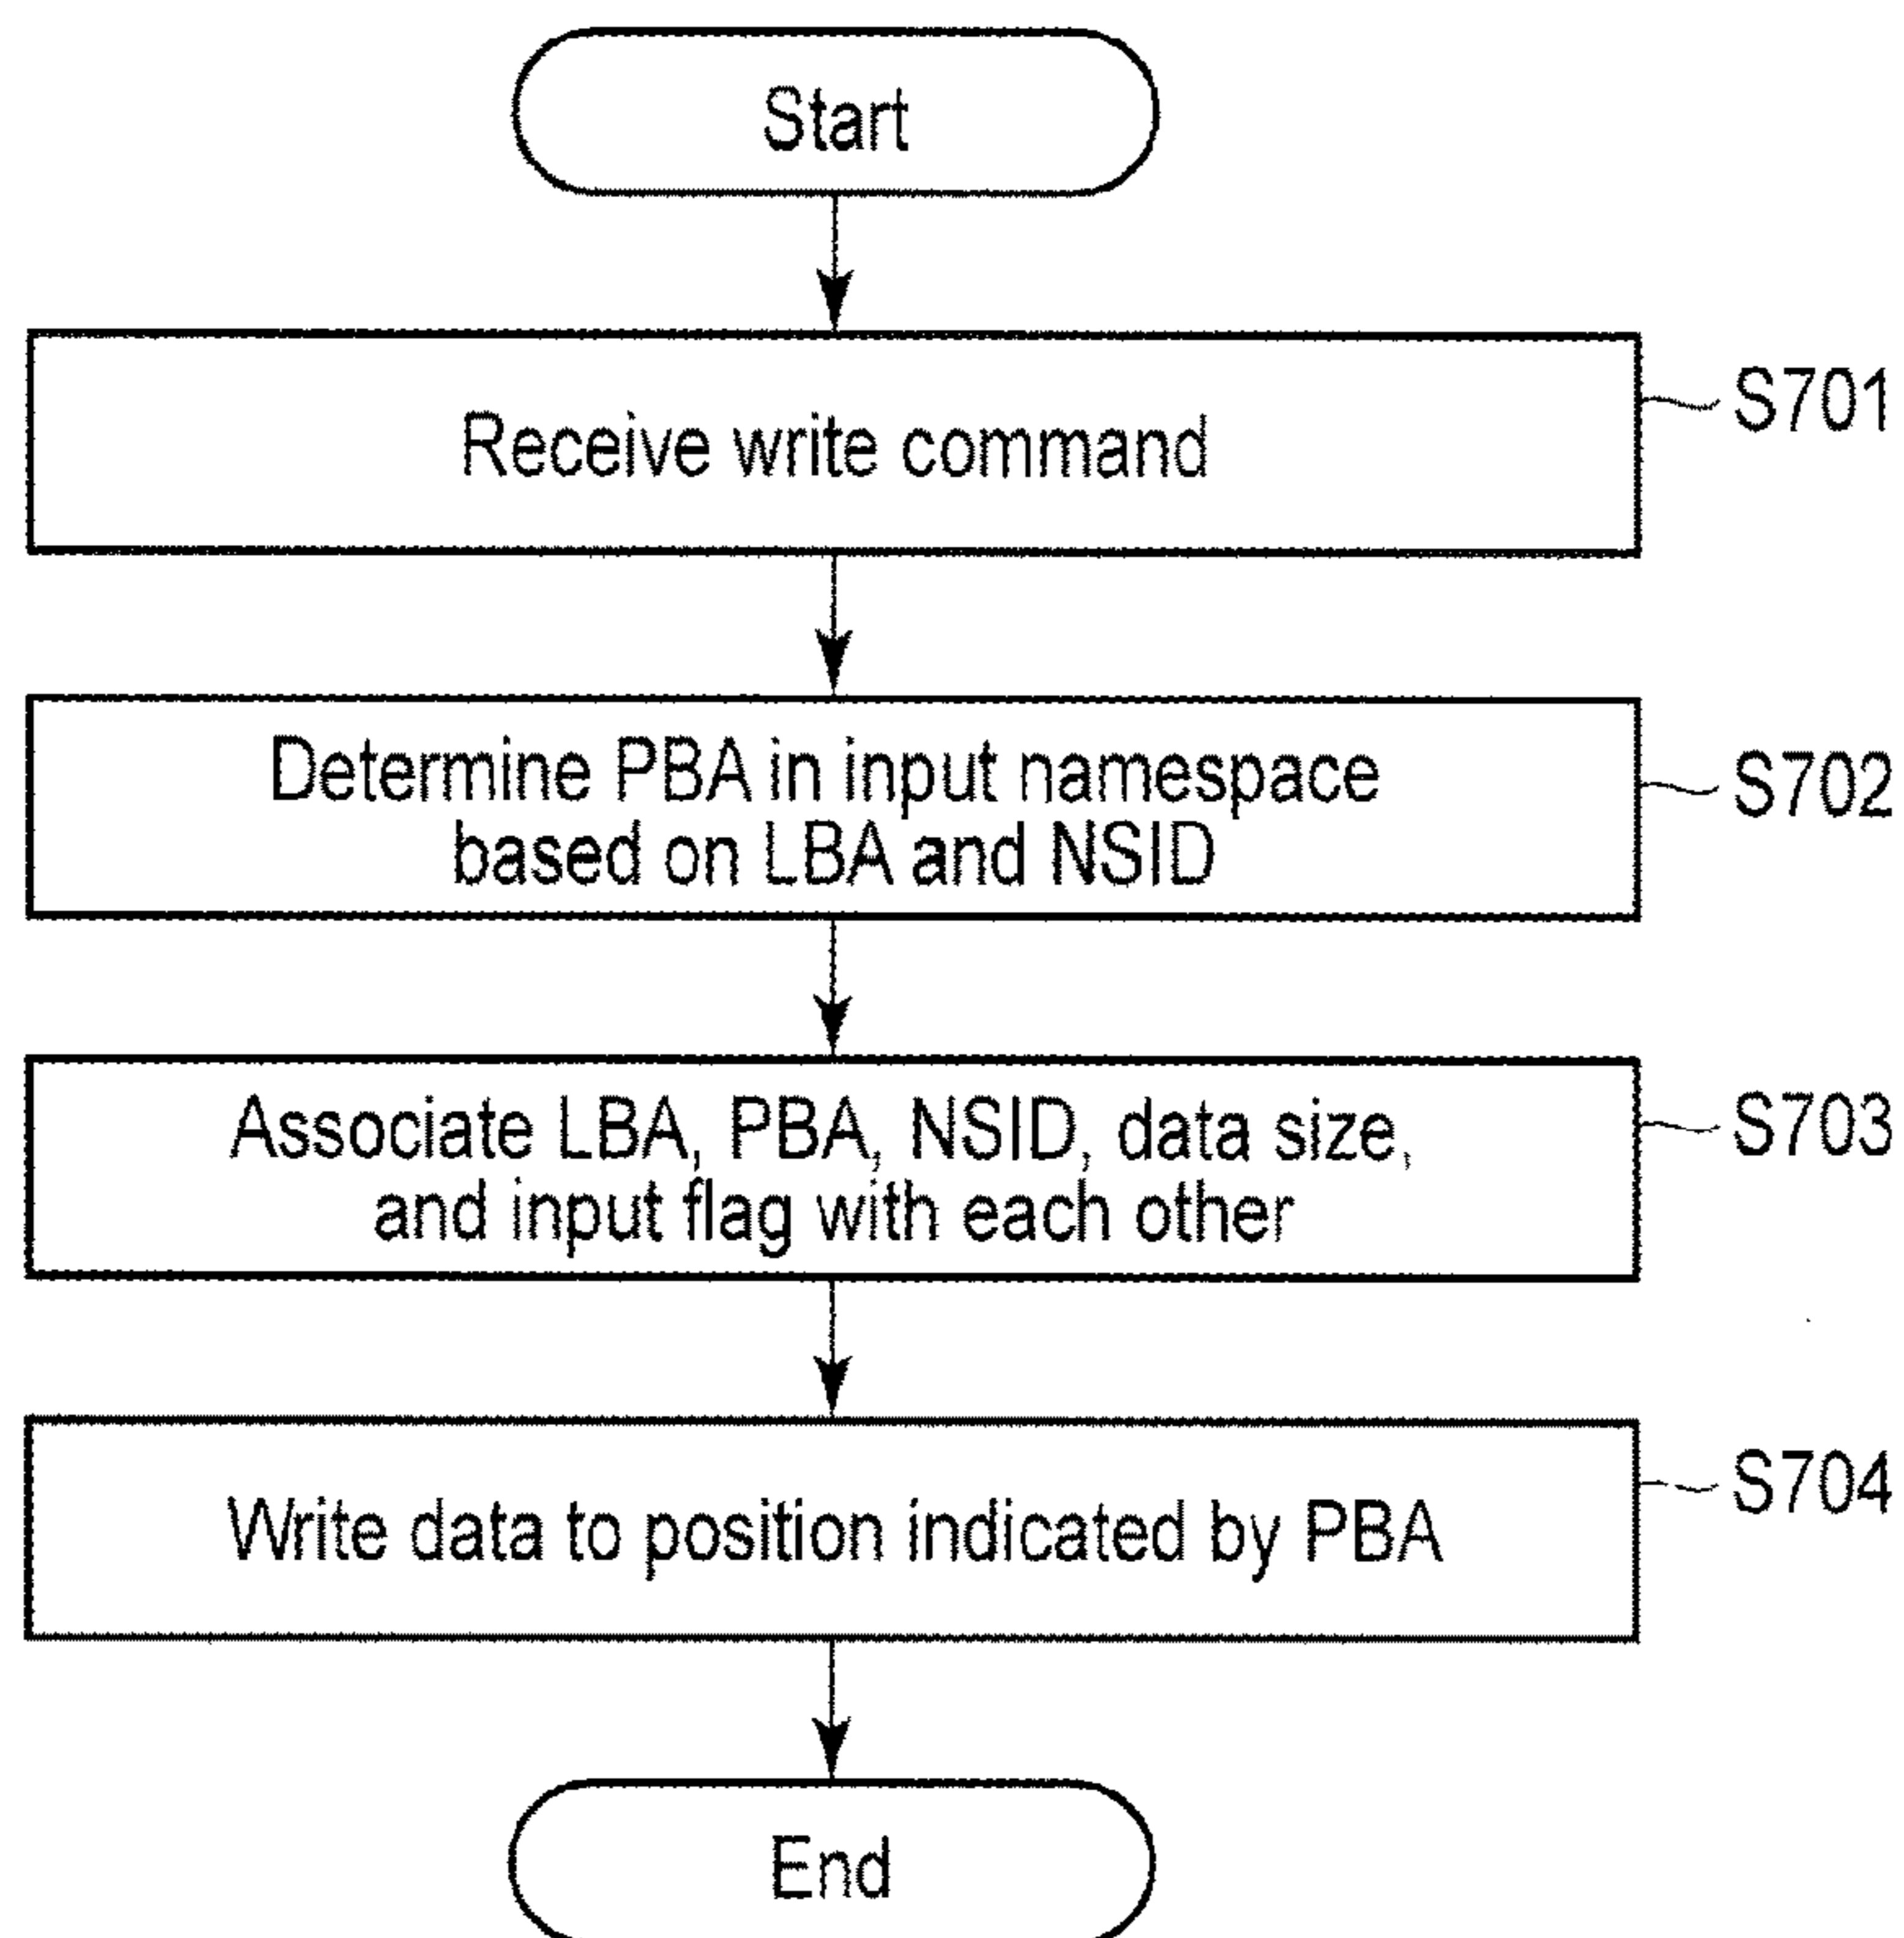 Start
Receive write command
S701
Determine PBA in input namespace
based on LBA and NSID
S702
Associate LBA, PBA, NSID, data size,
and input flag with each other
S703
Write data to position indicated by PBA
S704
End